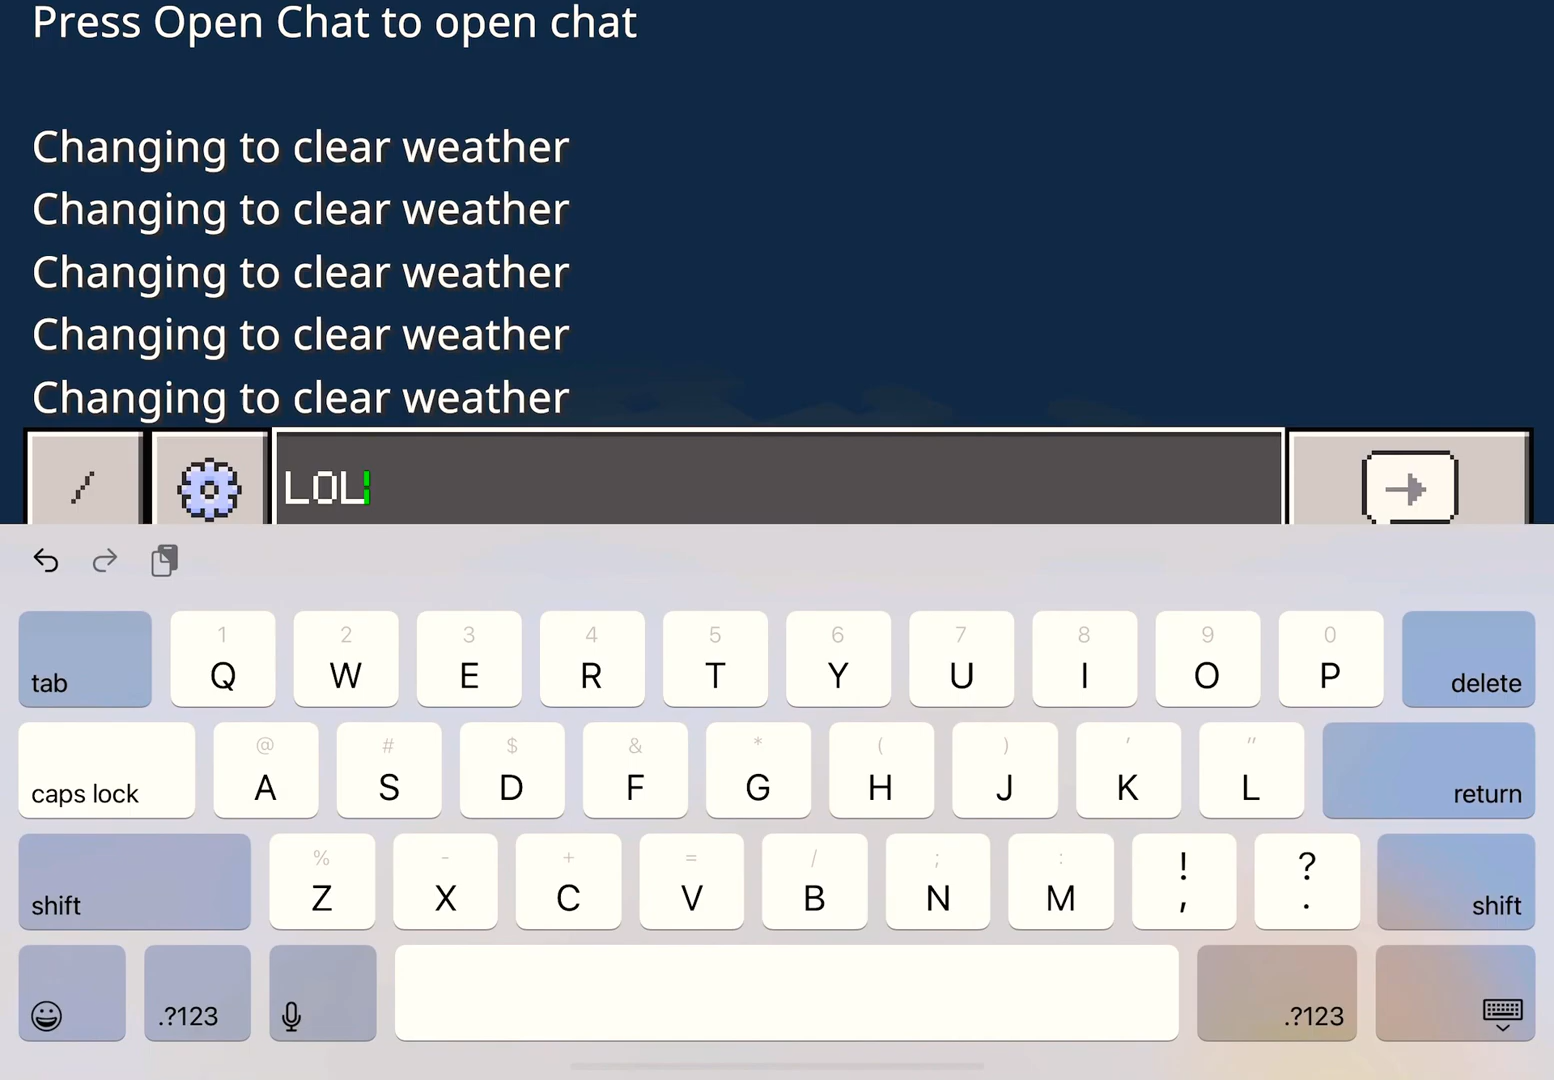 Press Open Chat to open chat
Changing to clear weather
Changing to clear weather
Changing to clear weather
Changing to clear weather
Changing to clear weather
/ LOL
1 2 3 4 5 6 7 8 9 0
tab Q W E R T Y U I O P delete
@ # $ & * ( ) ' "
caps lock A S D F G H J K L return
% - + = / ; : ! ?
shift Z X C V B N M , . shift
.?123 .?123